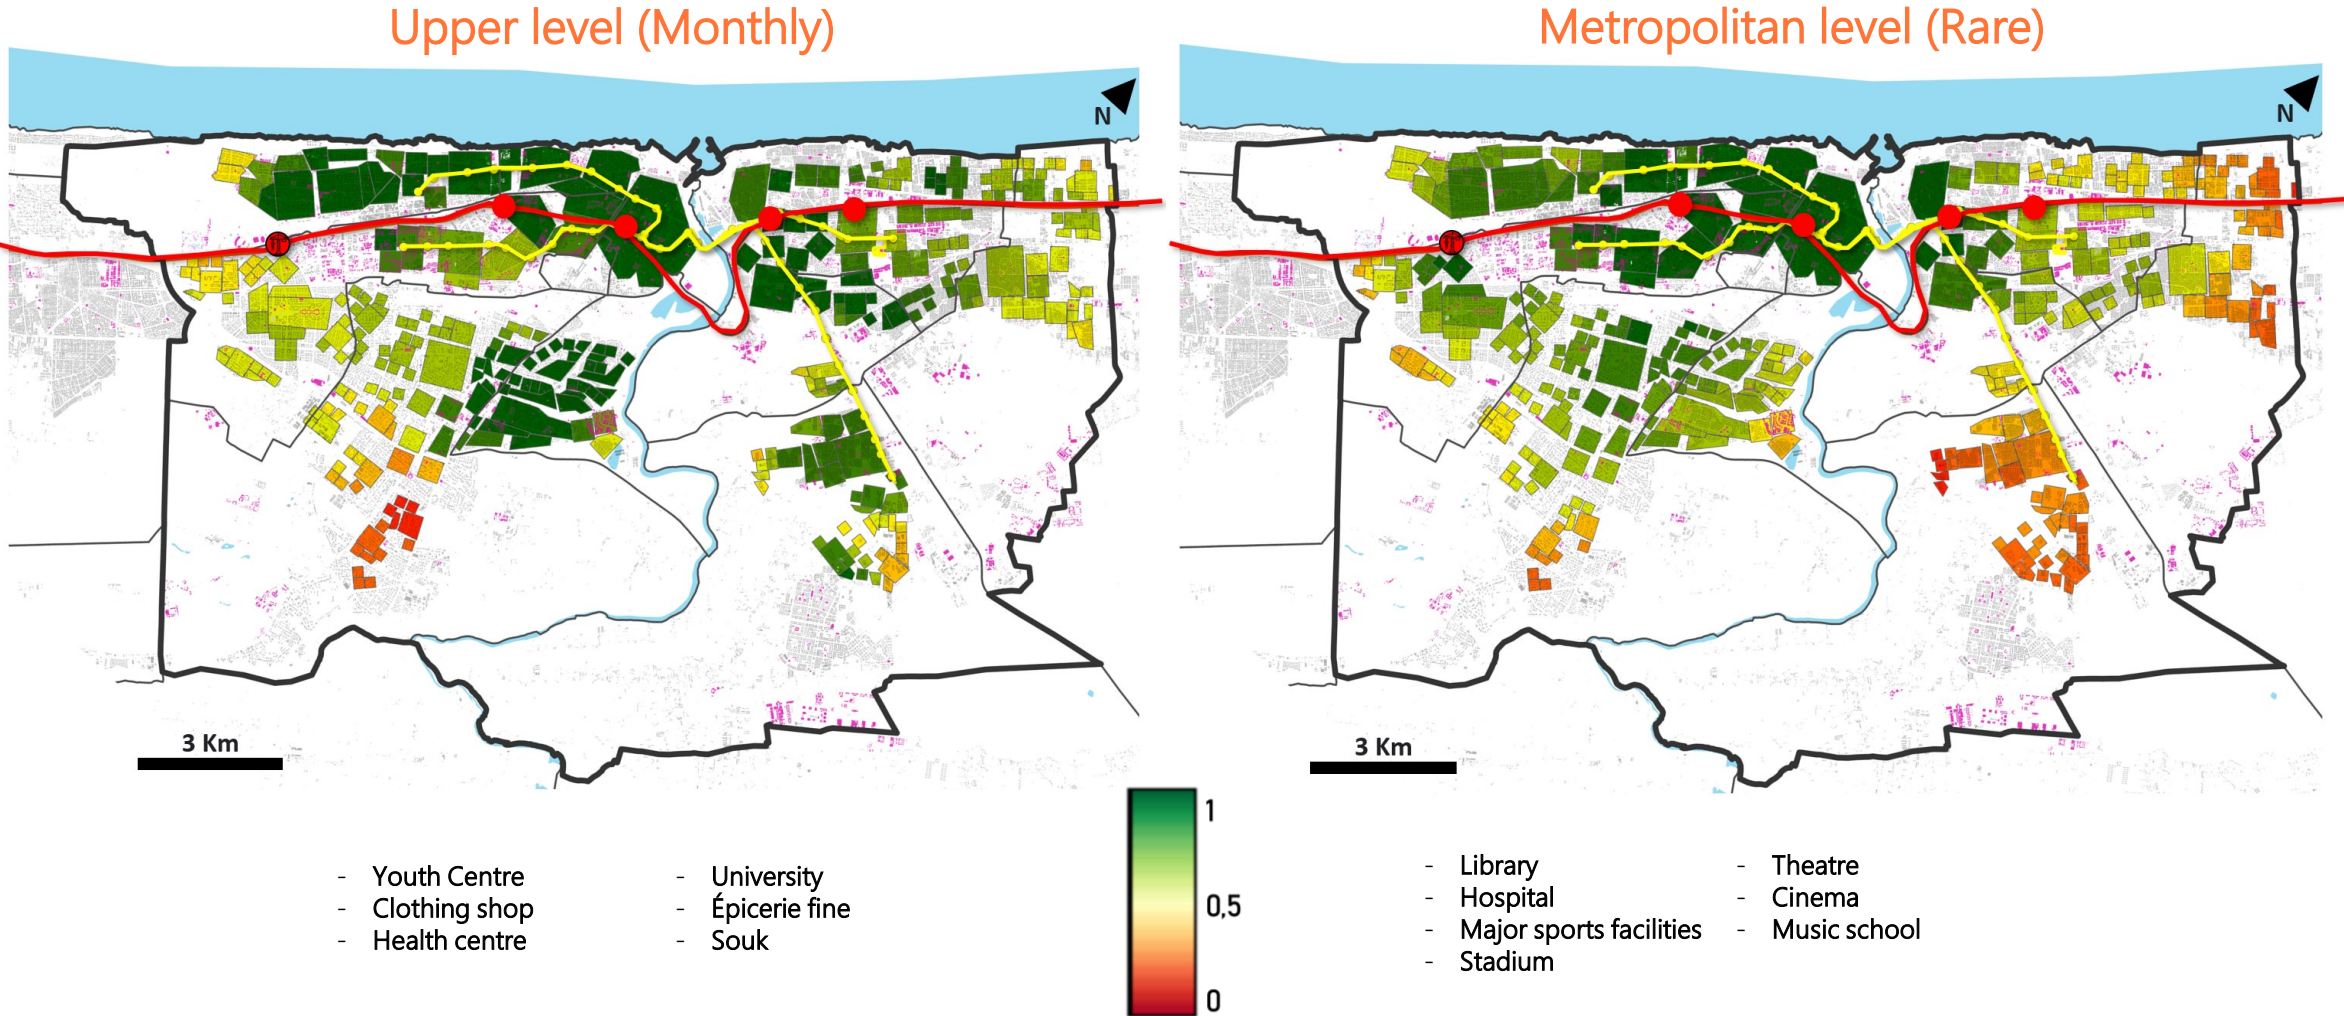 Upper level (Monthly)
Metropolitan level (Rare)
N
N
3 Km
3 Km
1
0,5
0
- Youth Centre
- Clothing shop
- Health centre
- University
- Épicerie fine
- Souk
- Library
- Hospital
- Major sports facilities
- Stadium
- Theatre
- Cinema
- Music school